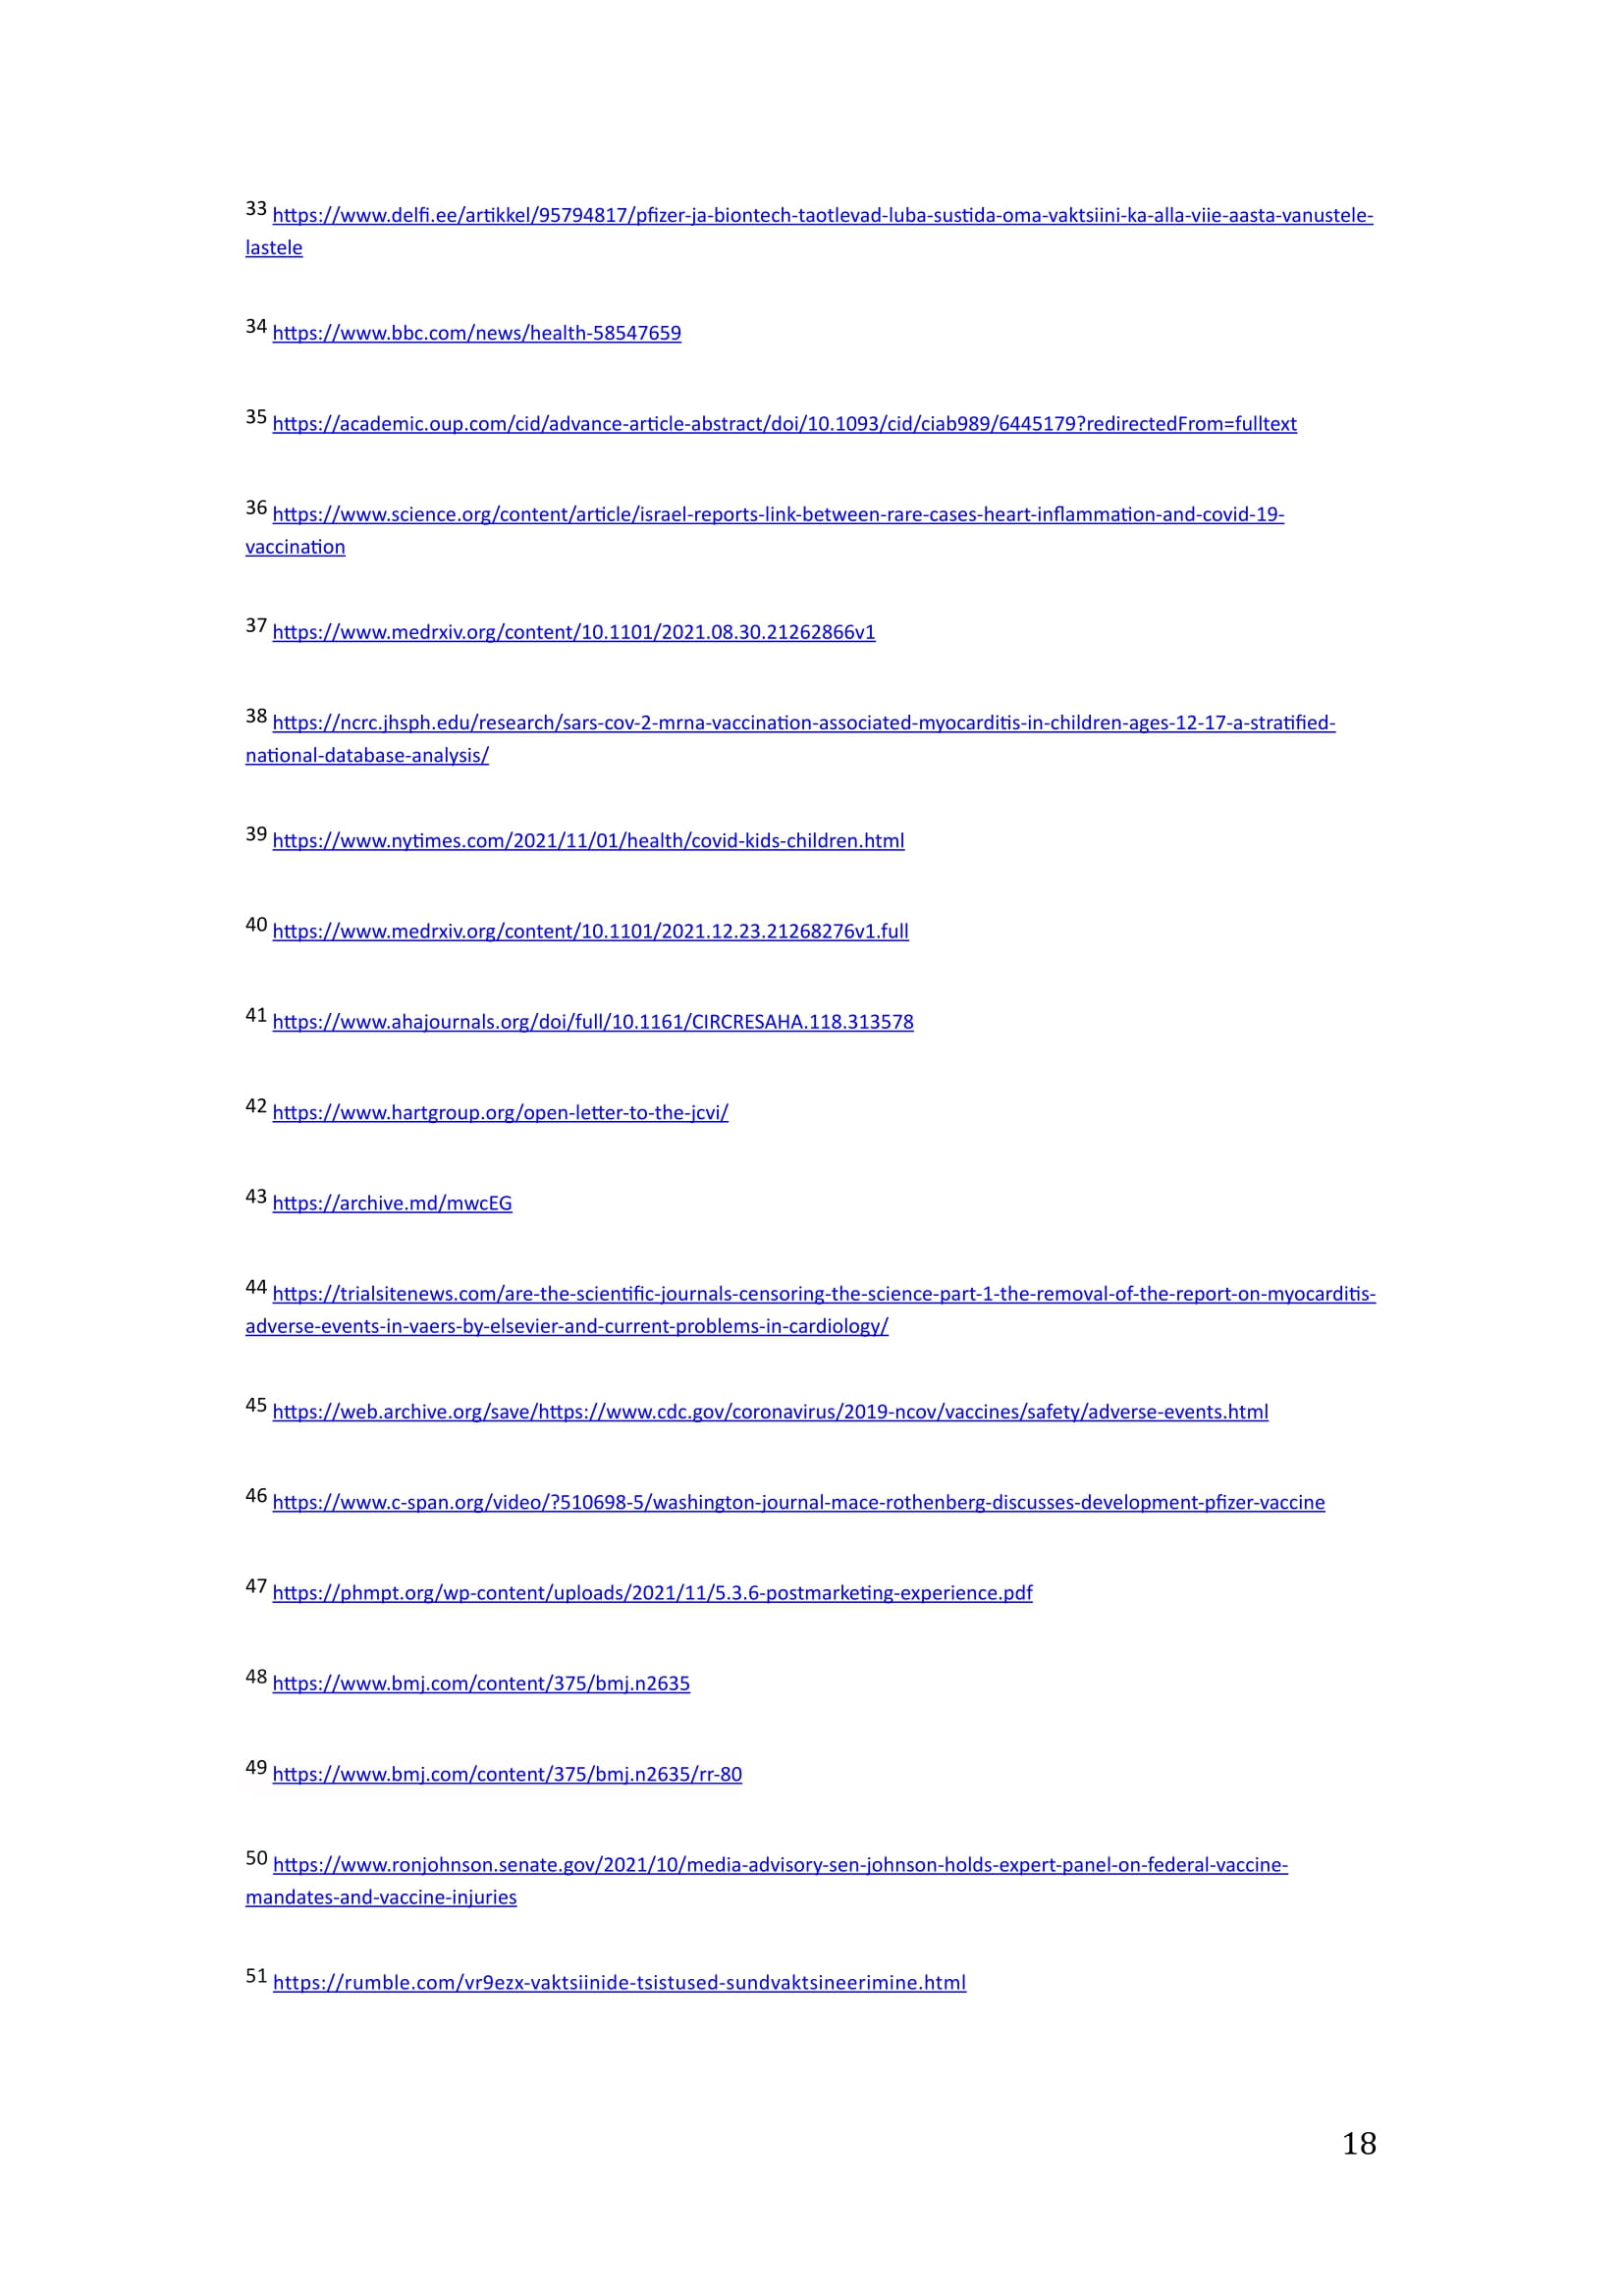 33 https://www.delfi.ee/artikkel/95794817/pfizer-ja-biontech-taotlevad-luba-sustida-oma-vaktsiini-ka-alla-viie-aasta-vanustele-
lastele
34 https://www.bbc.com/news/health-58547659
35 https://academic.oup.com/cid/advance-article-abstract/doi/10.1093/cid/ciab989/6445179?redirectedFrom=fulltext
36 https://www.science.org/content/article/israel-reports-link-between-rare-cases-heart-inflammation-and-covid-19-
vaccination
37 https://www.medrxiv.org/content/10.1101/2021.08.30.21262866v1
38 https://ncrc.jhsph.edu/research/sars-cov-2-mrna-vaccination-associated-myocarditis-in-children-ages-12-17-a-stratified-
national-database-analysis/
39 https://www.nytimes.com/2021/11/01/health/covid-kids-children.html
40 https://www.medrxiv.org/content/10.1101/2021.12.23.21268276v1.full
41 https://www.ahajournals.org/doi/full/10.1161/CIRCRESAHA.118.313578
42 https://www.hartgroup.org/open-letter-to-the-jcvi/
43 https://archive.md/mwcEG
44 https://trialsitenews.com/are-the-scientific-journals-censoring-the-science-part-1-the-removal-of-the-report-on-myocarditis-
adverse-events-in-vaers-by-elsevier-and-current-problems-in-cardiology/
45 https://web.archive.org/save/https://www.cdc.gov/coronavirus/2019-ncov/vaccines/safety/adverse-events.html
46 https://www.c-span.org/video/?510698-5/washington-journal-mace-rothenberg-discusses-development-pfizer-vaccine
47 https://phmpt.org/wp-content/uploads/2021/11/5.3.6-postmarketing-experience.pdf
48 https://www.bmj.com/content/375/bmj.n2635
49 https://www.bmj.com/content/375/bmj.n2635/rr-80
50 https://www.ronjohnson.senate.gov/2021/10/media-advisory-sen-johnson-holds-expert-panel-on-federal-vaccine-
mandates-and-vaccine-injuries
51 https://rumble.com/vr9ezx-vaktsiinide-tsistused-sundvaktsineerimine.html
18